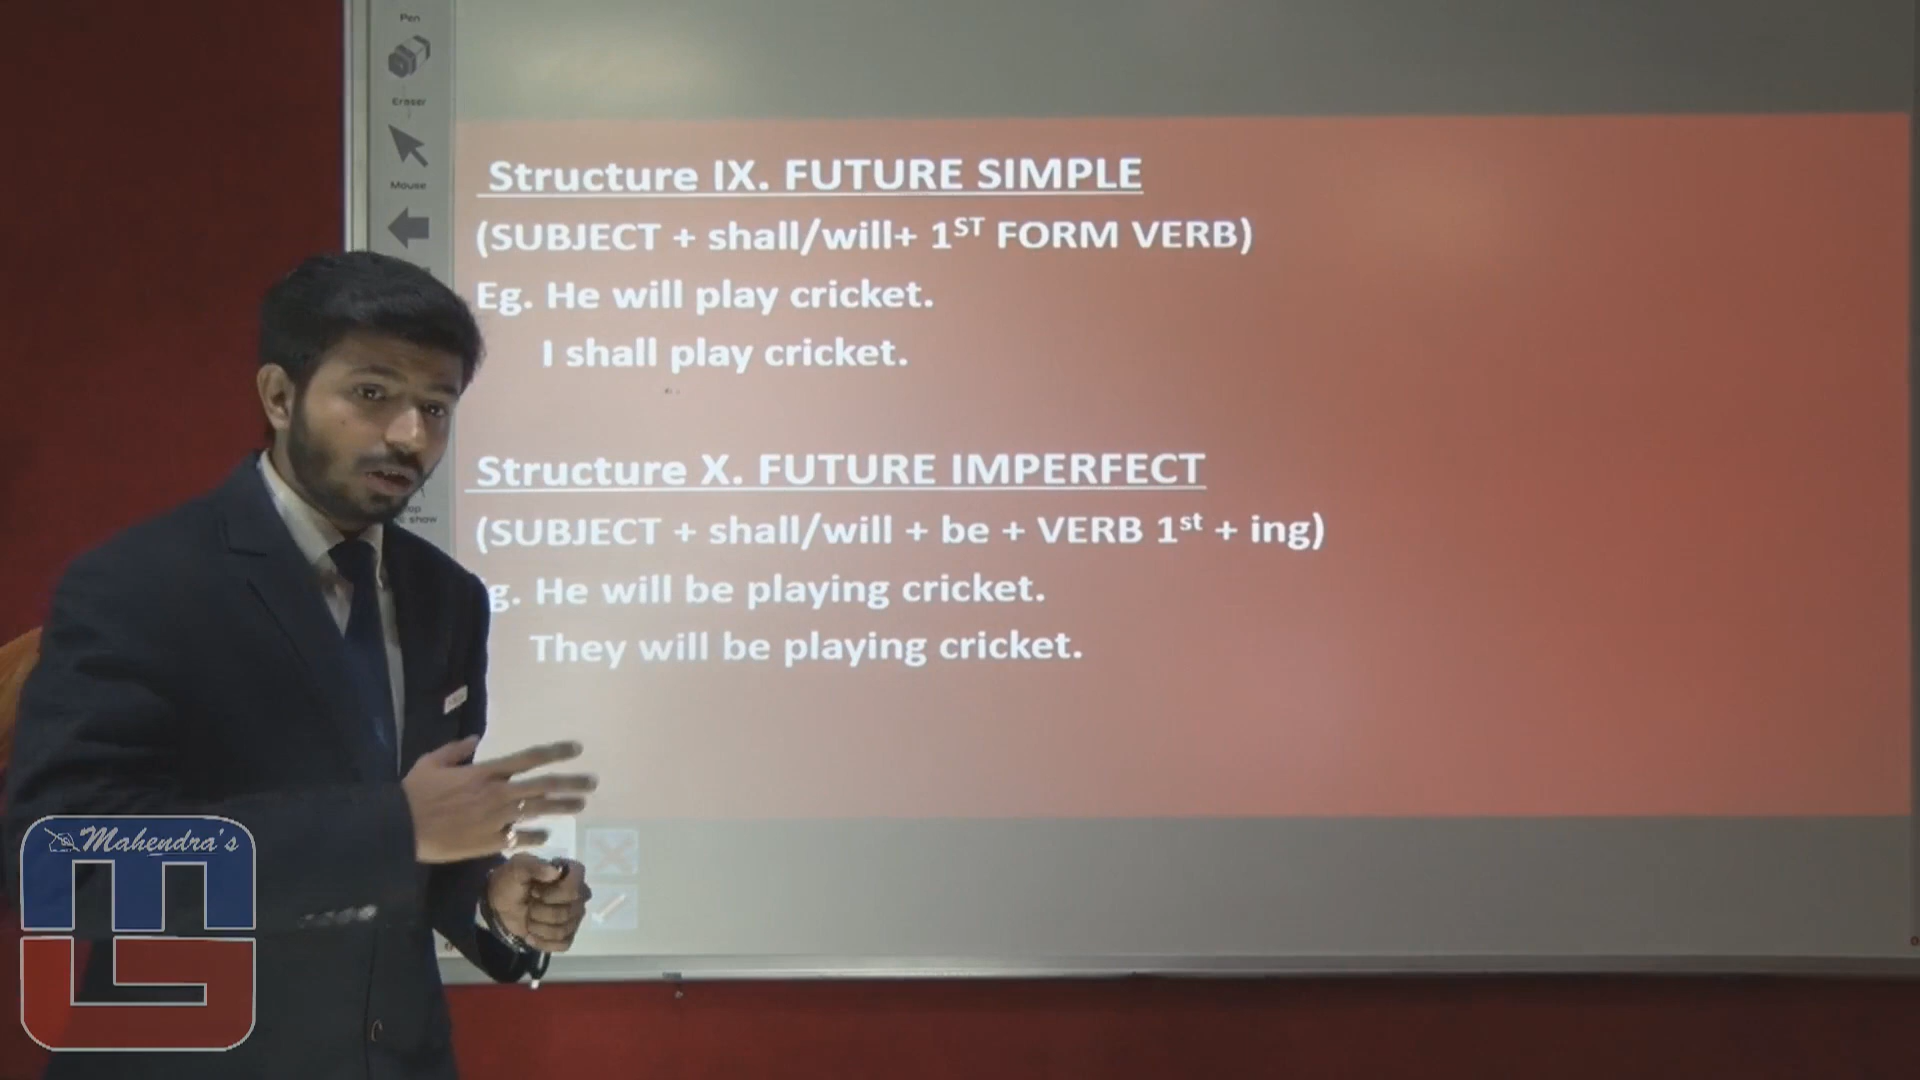 Pen
Eraser
Mouse
Structure IX. FUTURE SIMPLE
(SUBJECT + shall/will+ 1ST FORM VERB)
Eg. He will play cricket.
I shall play cricket.
Structure X. FUTURE IMPERFECT
(SUBJECT + shall/will + be + VERB 1st + ing)
g. He will be playing cricket.
They will be playing cricket.
show
Mahendra's